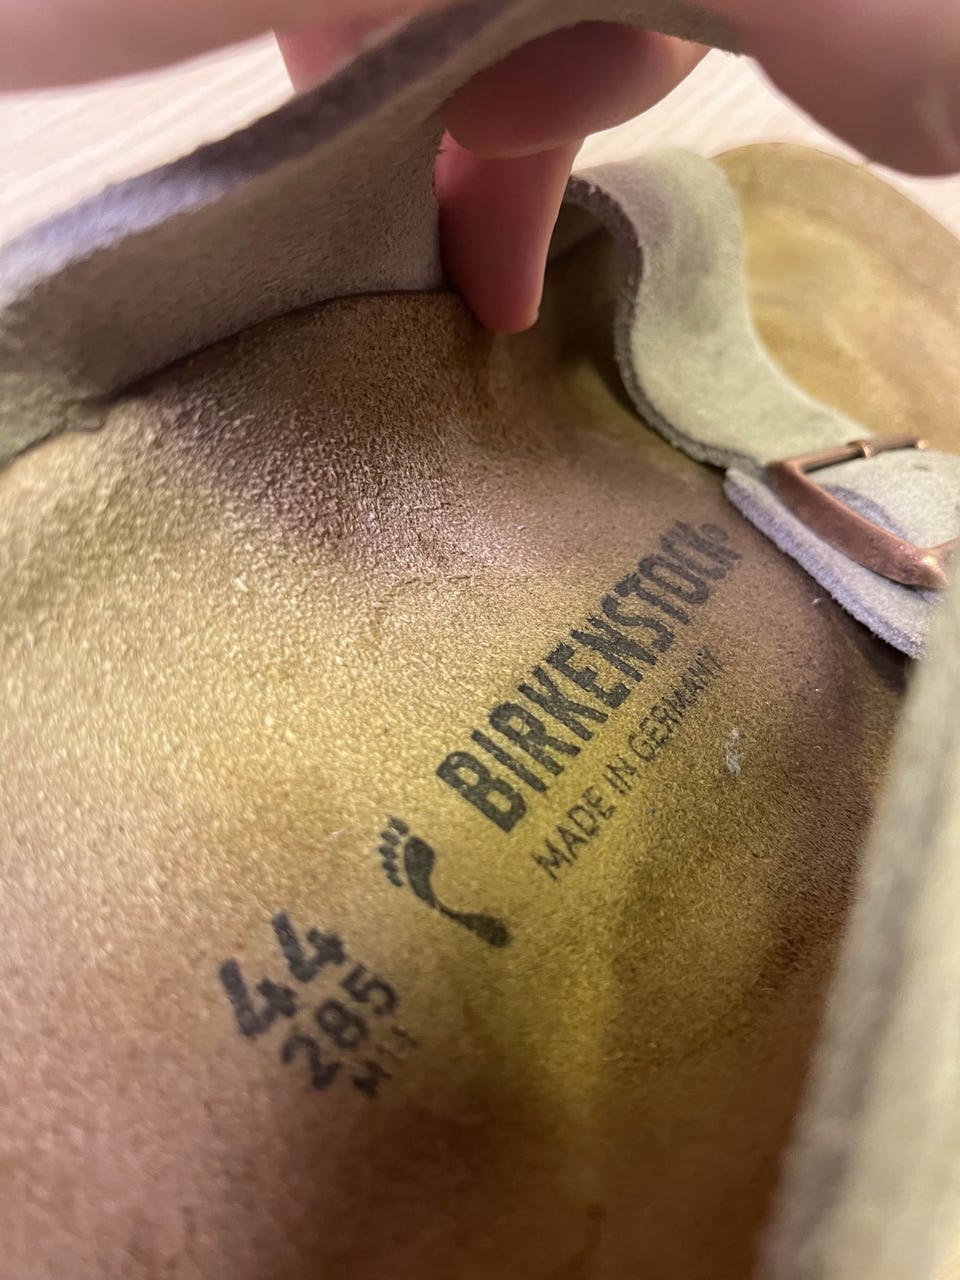 BIRKENSTOCK®
MADE IN GERMANY
44
285